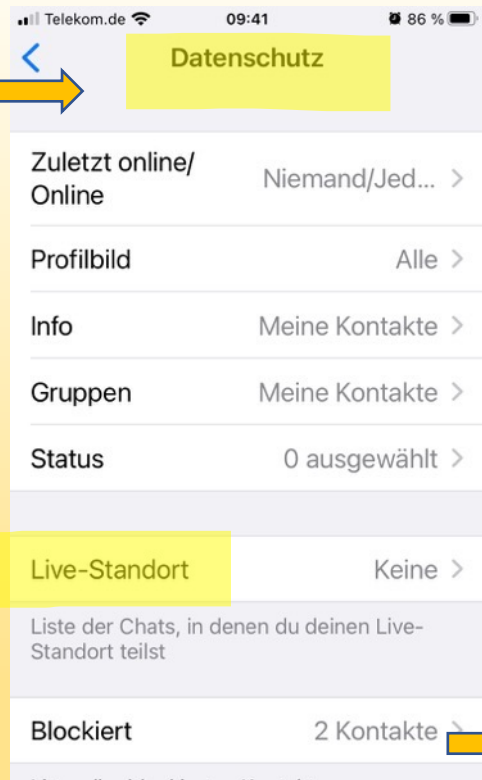 Telekom.de 09:41 86 %
Datenschutz
Zuletzt online/
Online Niemand/Jed...
Profilbild Alle
Info Meine Kontakte
Gruppen Meine Kontakte
Status 0 ausgewählt
Live-Standort Keine
Liste der Chats, in denen du deinen Live-
Standort teilst
Blockiert 2 Kontakte